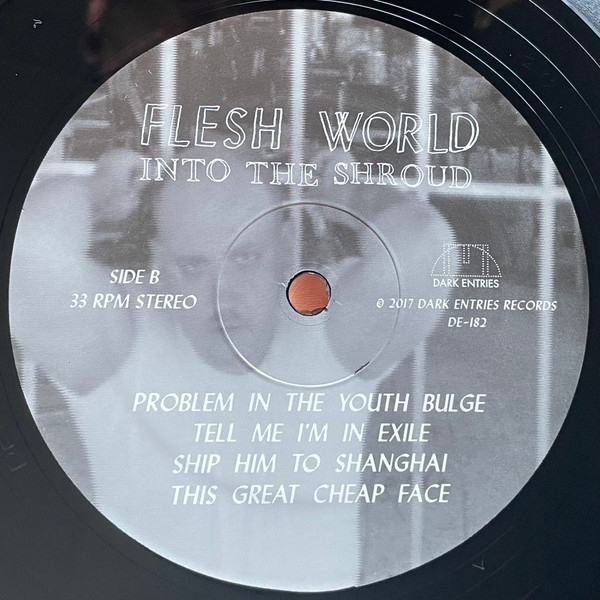 FLESH WORLD
INTO THE SHROUD
SIDE B
33 RPM STEREO
DARK ENTRIES
© 2017 DARK ENTRIES RECORDS
DE-182
PROBLEM IN THE YOUTH BULGE
TELL ME I'M IN EXILE
SHIP HIM TO SHANGHAI
THIS GREAT CHEAP FACE